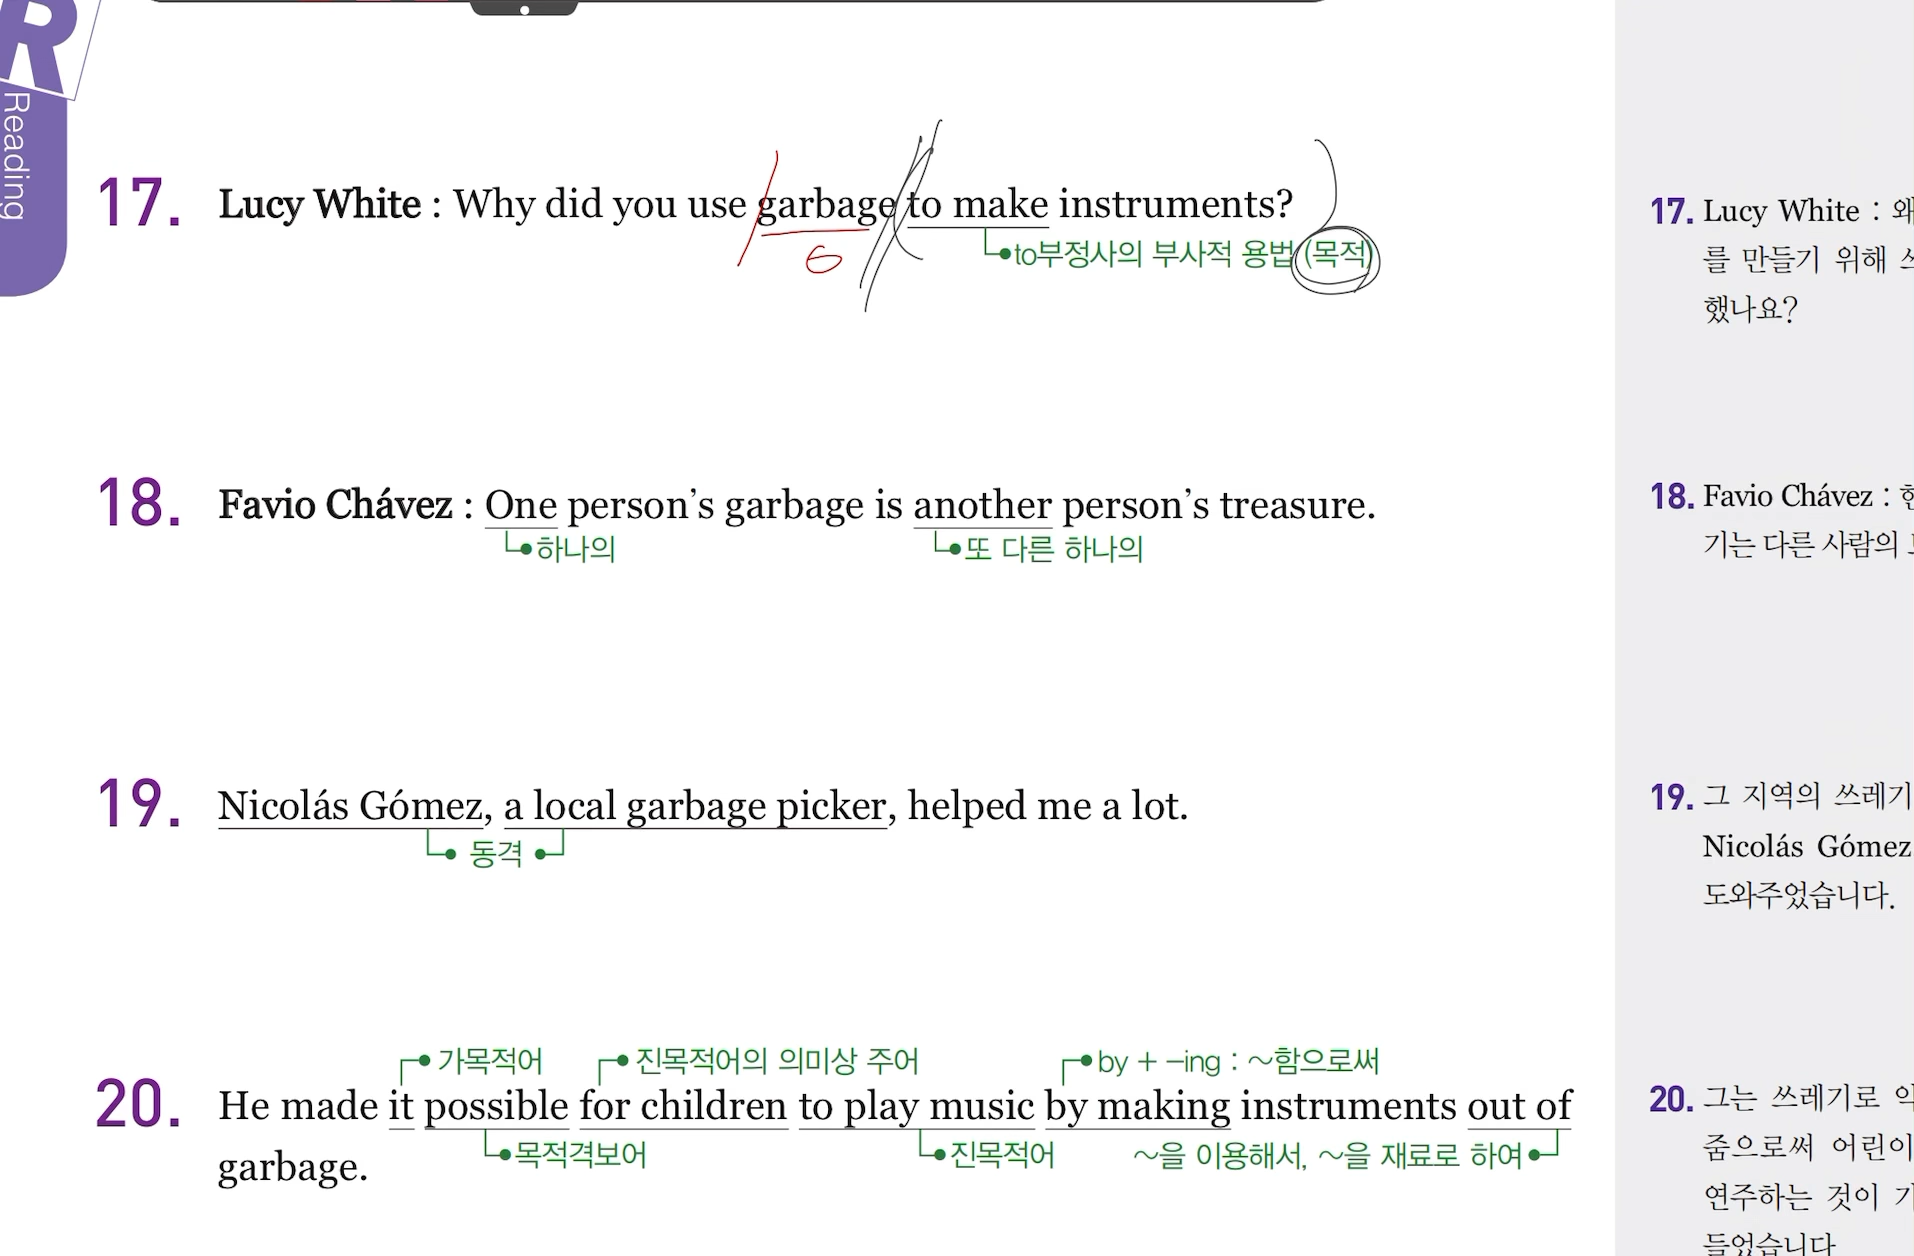 R
Reading
17. Lucy White : Why did you use garbage to make instruments?
6
to부정사의 부사적 용법 (목적)
18. Favio Chávez : One person's garbage is another person's treasure.
하나의 또 다른 하나의
19. Nicolás Gómez, a local garbage picker, helped me a lot.
동격
가목적어 진목적어의 의미상 주어 by + -ing : ~함으로써
20. He made it possible for children to play music by making instruments out of
목적격보어 진목적어 ~을 이용해서, ~을 재료로 하여
garbage.
17. Lucy White : 왜
를 만들기 위해
했나요?
18. Favio Chávez :
기는 다른 사람의
19. 그 지역의 쓰레기
Nicolás Gómez
도와주었습니다.
20. 그는 쓰레기로 악
줌으로써 어린이
연주하는 것이
들었습니다